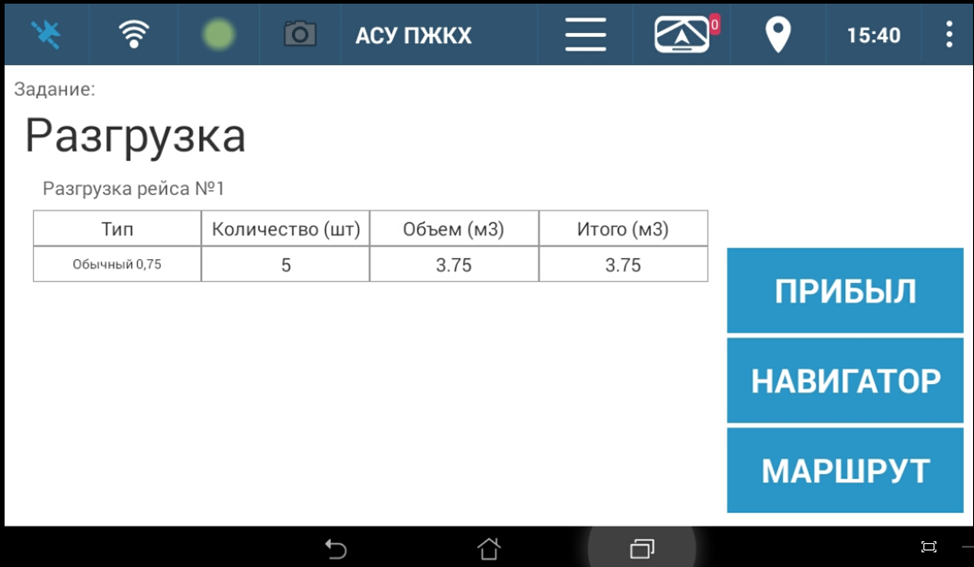 АСУ ПЖКХ
0
15:40
Задание:
Разгрузка
Разгрузка рейса №1
Тип Количество (шт) Объем (м3) Итого (м3)
Обычный 0,75 5 3.75 3.75
ПРИБЫЛ
НАВИГАТОР
МАРШРУТ